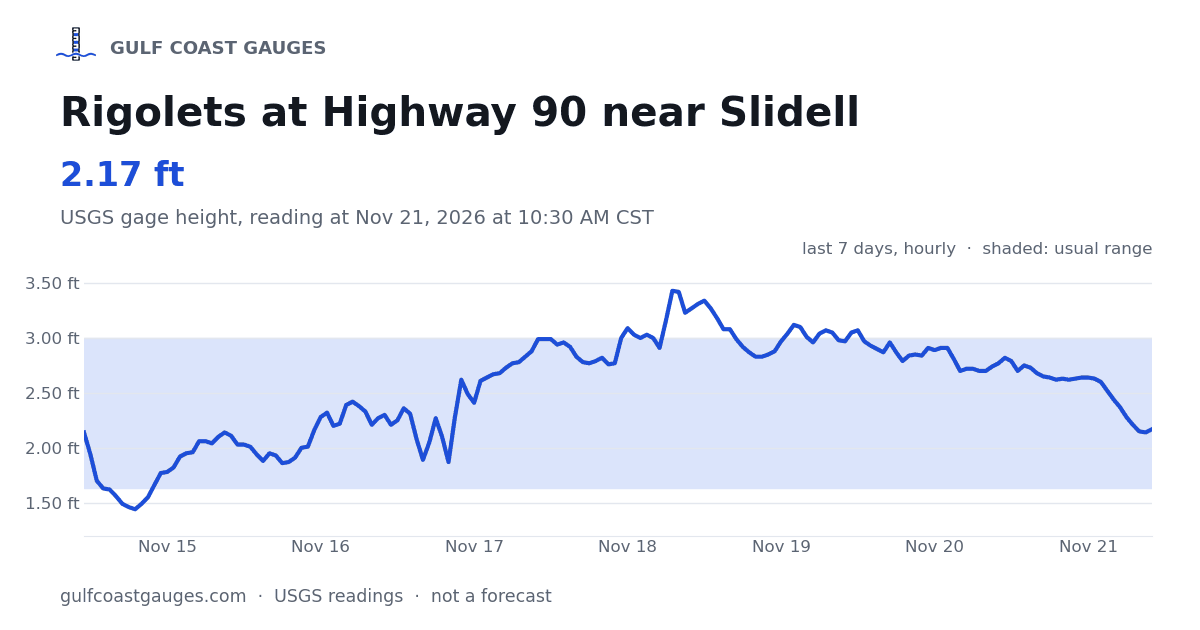 GULF COAST GAUGES
Rigolets at Highway 90 near Slidell
2.17 ft
USGS gage height, reading at Nov 21, 2026 at 10:30 AM CST
last 7 days, hourly · shaded: usual range
3.50 ft
3.00 ft
2.50 ft
2.00 ft
1.50 ft
Nov 15 Nov 16 Nov 17 Nov 18 Nov 19 Nov 20 Nov 21
gulfcoastgauges.com · USGS readings · not a forecast